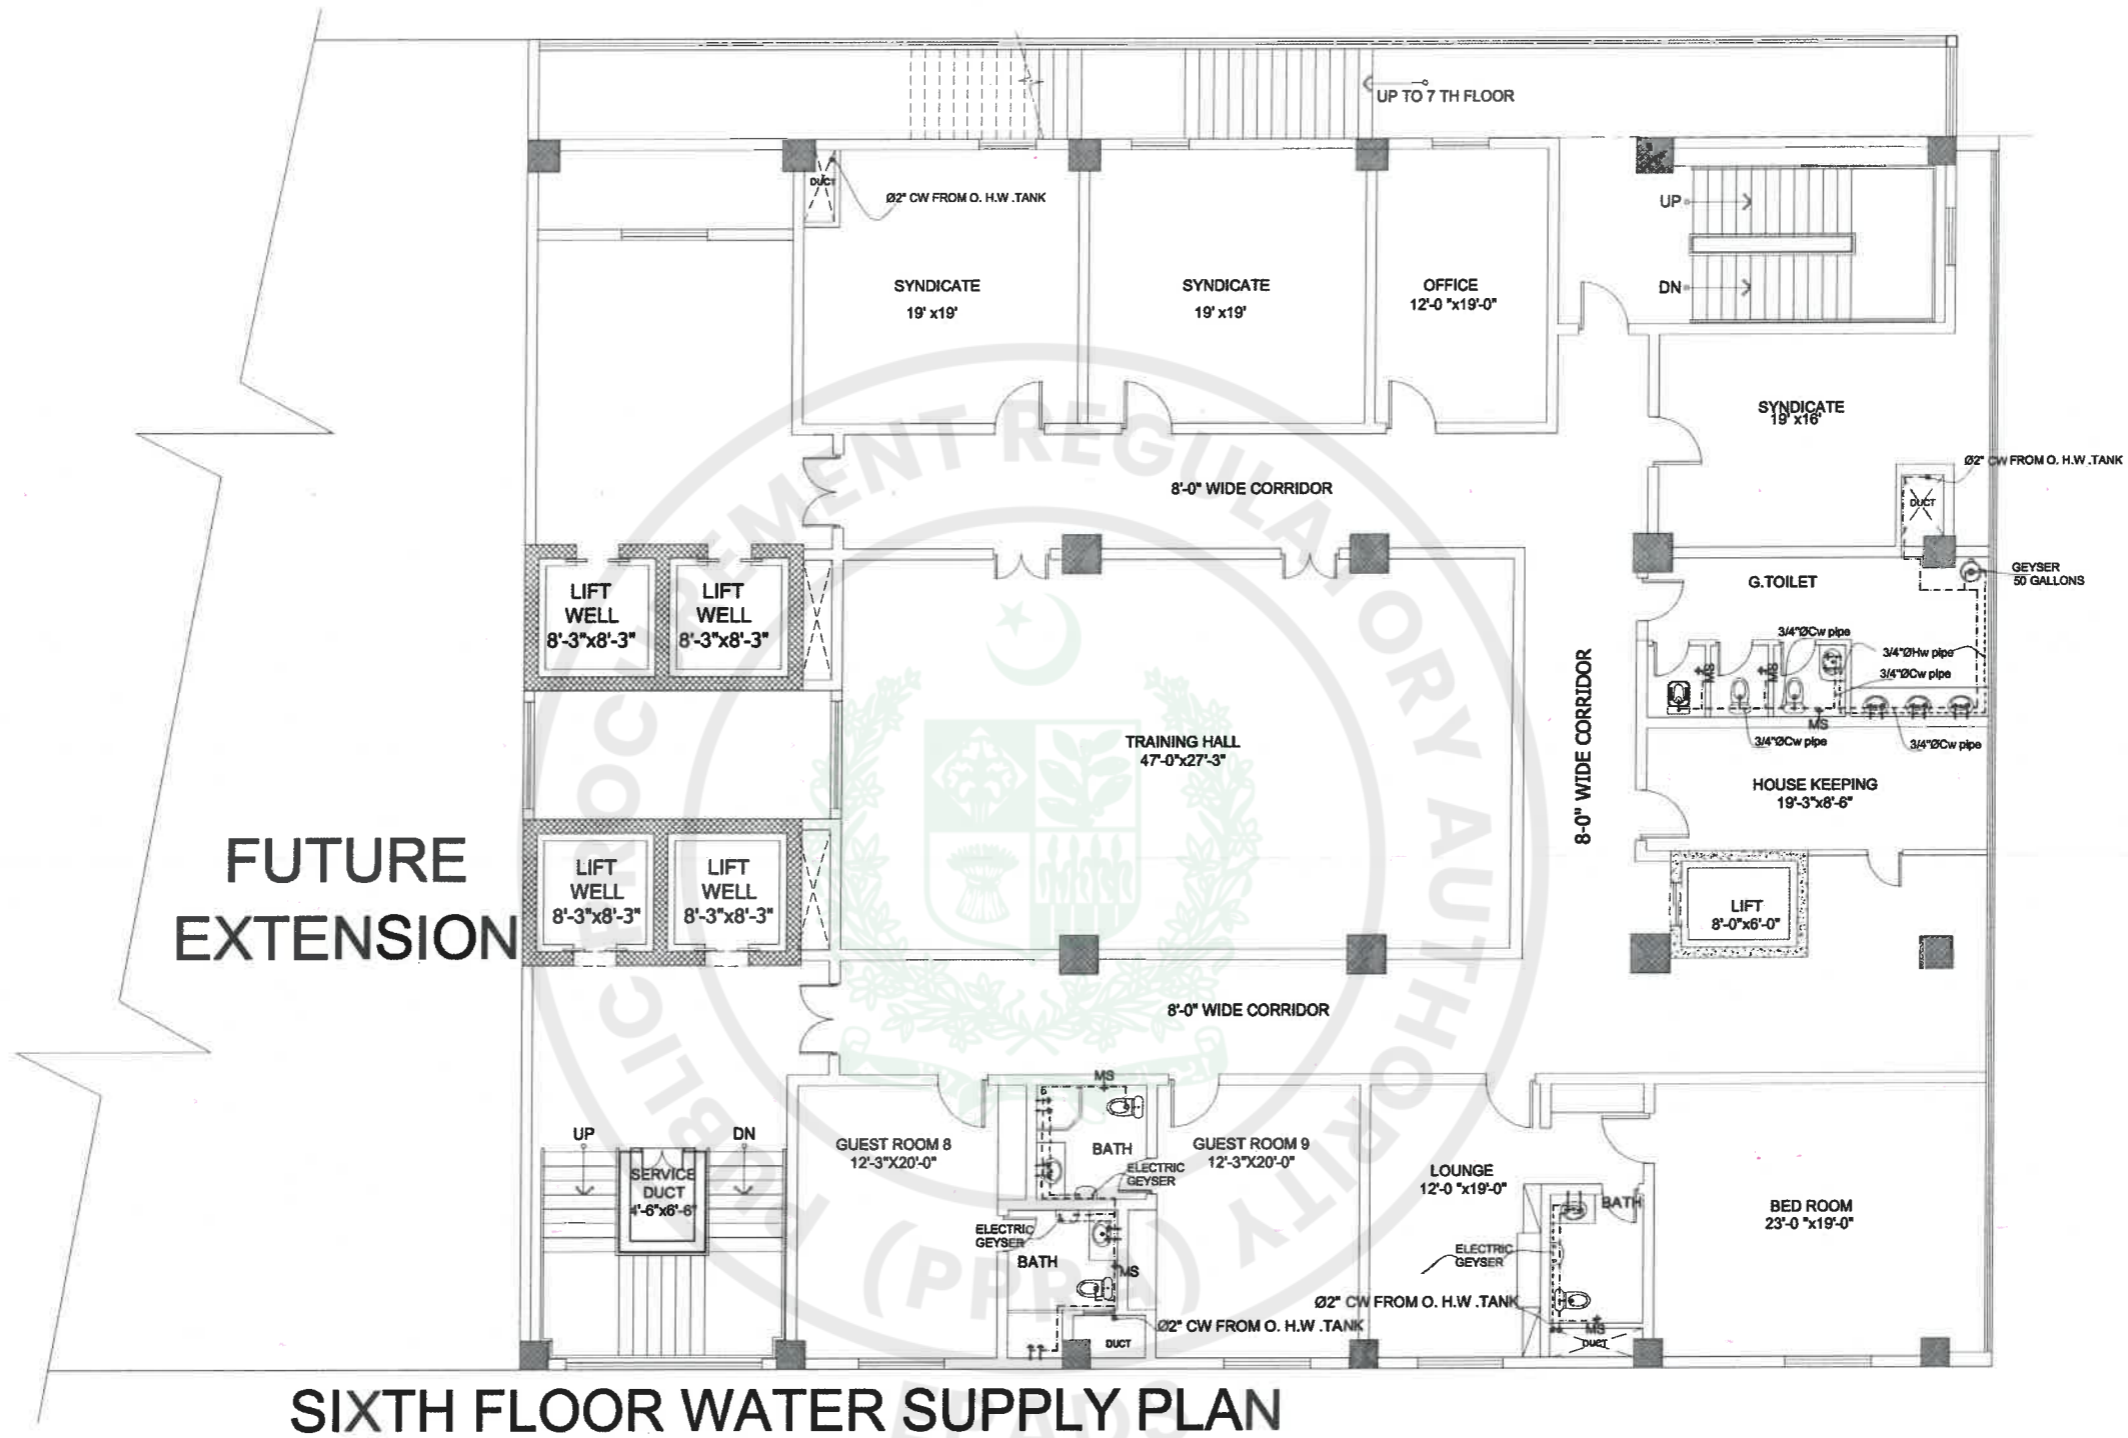 UP TO 7 TH FLOOR
DUCT
Ø2" CW FROM O. H.W .TANK
UP
DN
SYNDICATE
19' x19'
SYNDICATE
19' x19'
OFFICE
12'-0 "x19'-0"
SYNDICATE
19' x16'
Ø2" CW FROM O. H.W .TANK
DUCT
8'-0" WIDE CORRIDOR
GEYSER
50 GALLONS
G.TOILET
LIFT
WELL
8'-3"x8'-3"
LIFT
WELL
8'-3"x8'-3"
3/4"ØCw pipe
3/4"ØHw pipe
3/4"ØCw pipe
MS
MS
MS
3/4"ØCw pipe
3/4"ØCw pipe
8-0" WIDE CORRIDOR
TRAINING HALL
47'-0"x27'-3"
HOUSE KEEPING
19'-3"x8'-6"
FUTURE
EXTENSION
LIFT
WELL
8'-3"x8'-3"
LIFT
WELL
8'-3"x8'-3"
LIFT
8'-0"x6'-0"
8'-0" WIDE CORRIDOR
MS
UP
DN
SERVICE
DUCT
4'-6"x6'-6"
GUEST ROOM 8
12'-3"X20'-0"
BATH
ELECTRIC
GEYSER
GUEST ROOM 9
12'-3"X20'-0"
LOUNGE
12'-0 "x19'-0"
BATH
BED ROOM
23'-0 "x19'-0"
ELECTRIC
GEYSER
BATH
MS
ELECTRIC
GEYSER
Ø2" CW FROM O. H.W .TANK
Ø2" CW FROM O. H.W .TANK
DUCT
MS
DUCT
SIXTH FLOOR WATER SUPPLY PLAN
PUBLIC PROCUREMENT REGULATORY AUTHORITY
(PPRA)